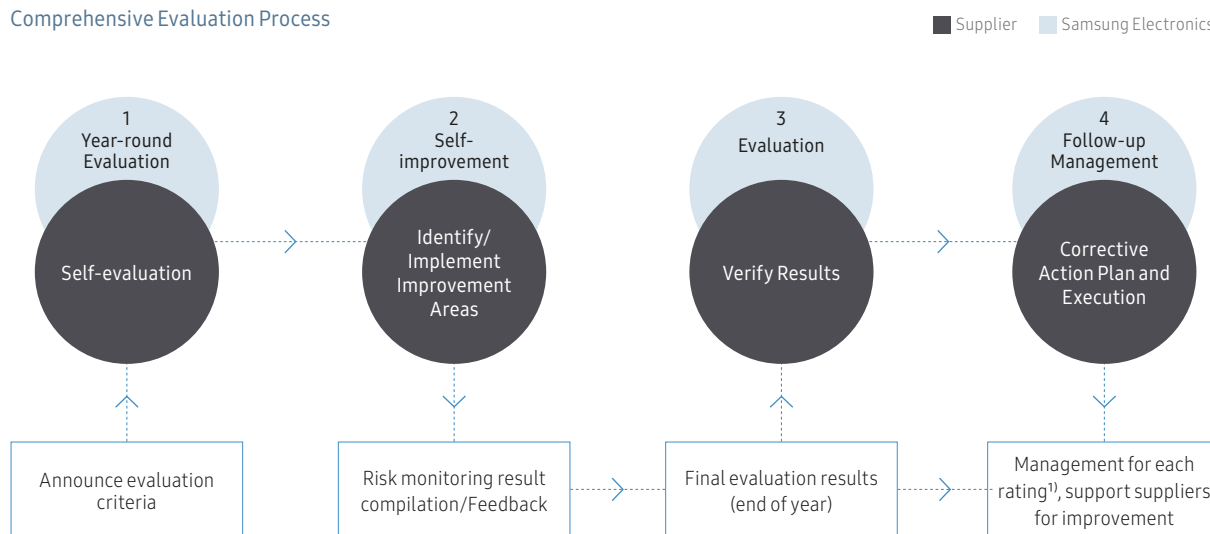 Comprehensive Evaluation Process
Supplier
Samsung Electronics
1
Year-round
Evaluation
Self-evaluation
2
Self-
improvement
Identify/
Implement
Improvement
Areas
3
Evaluation
Verify Results
4
Follow-up
Management
Corrective
Action Plan and
Execution
Announce evaluation
criteria
Risk monitoring result
compilation/Feedback
Final evaluation results
(end of year)
Management for each
rating¹⁾, support suppliers
for improvement